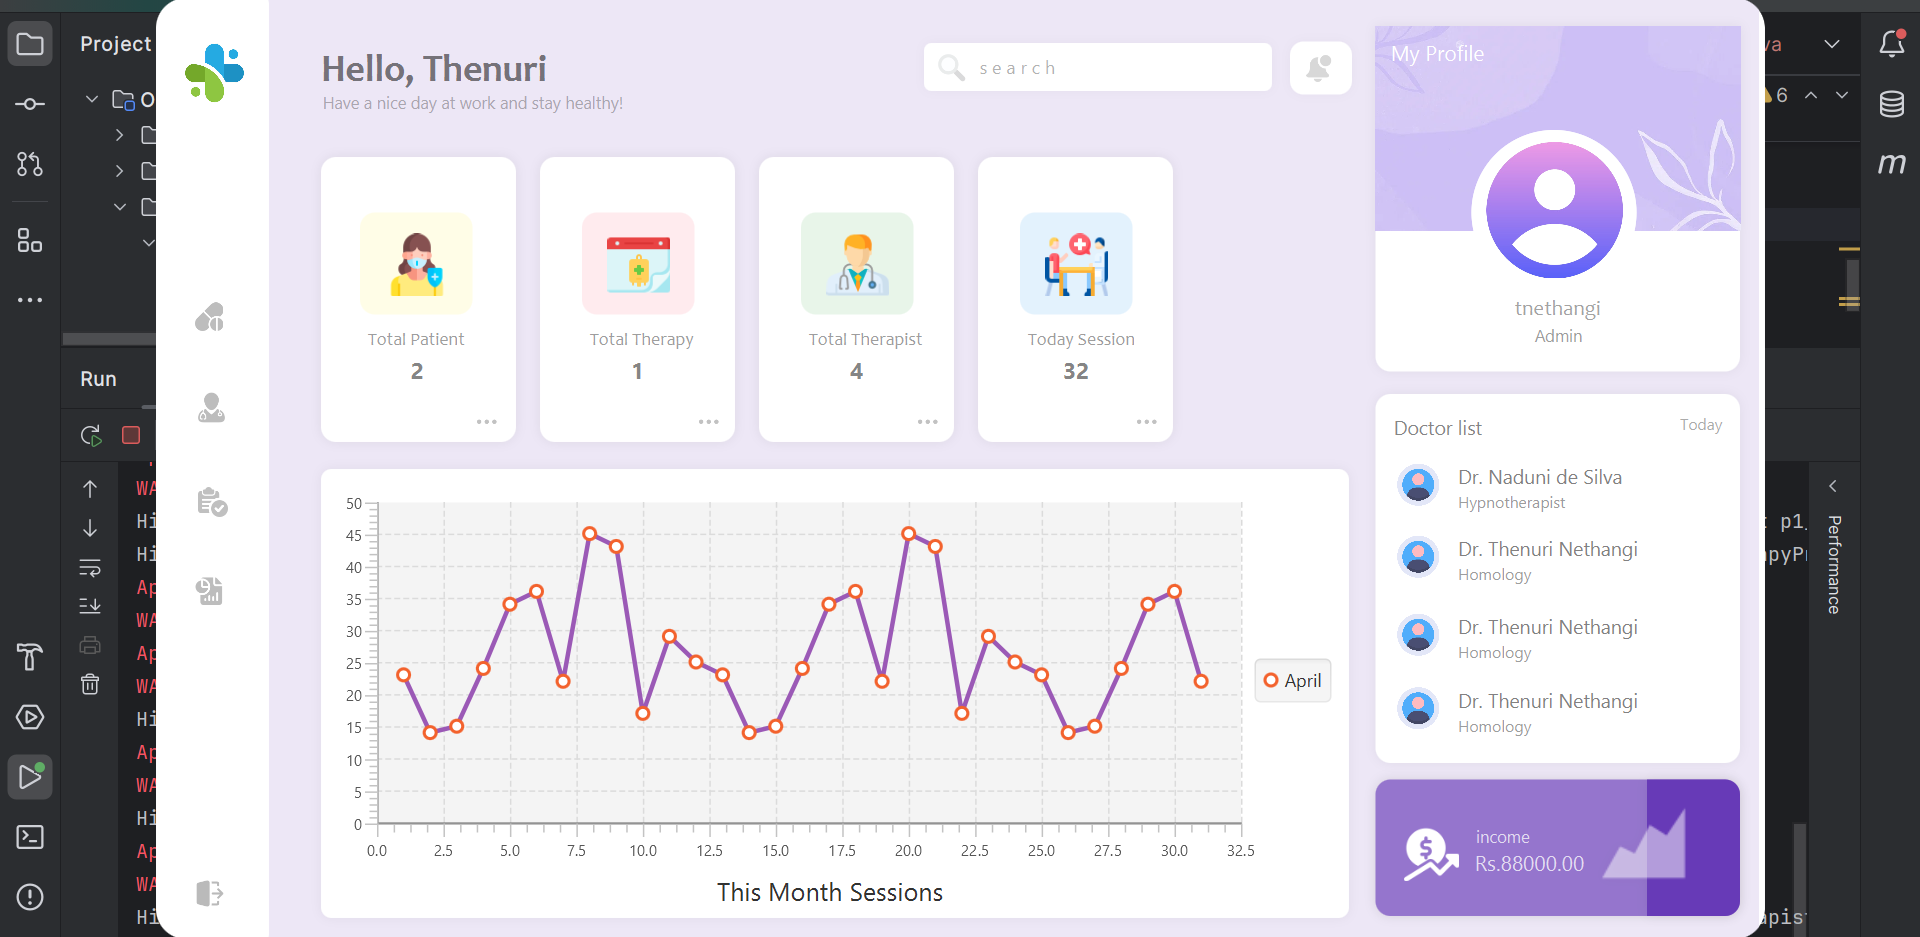 Project
Run
WA
Hi
Hi
Ap
WA
Ap
WA
Hi
Ap
WA
Hi
Ap
WA
Hi
Hello, Thenuri
Have a nice day at work and stay healthy!
search
Total Patient
2
Total Therapy
1
Total Therapist
4
Today Session
32
50
45
40
35
30
25
20
15
10
5
0
0.0 2.5 5.0 7.5 10.0 12.5 15.0 17.5 20.0 22.5 25.0 27.5 30.0 32.5
This Month Sessions
April
My Profile
tnethangi
Admin
Doctor list
Today
Dr. Naduni de Silva
Hypnotherapist
Dr. Thenuri Nethangi
Homology
Dr. Thenuri Nethangi
Homology
Dr. Thenuri Nethangi
Homology
income
Rs.88000.00
va
6
m
Performance
p1_
apyP
apis